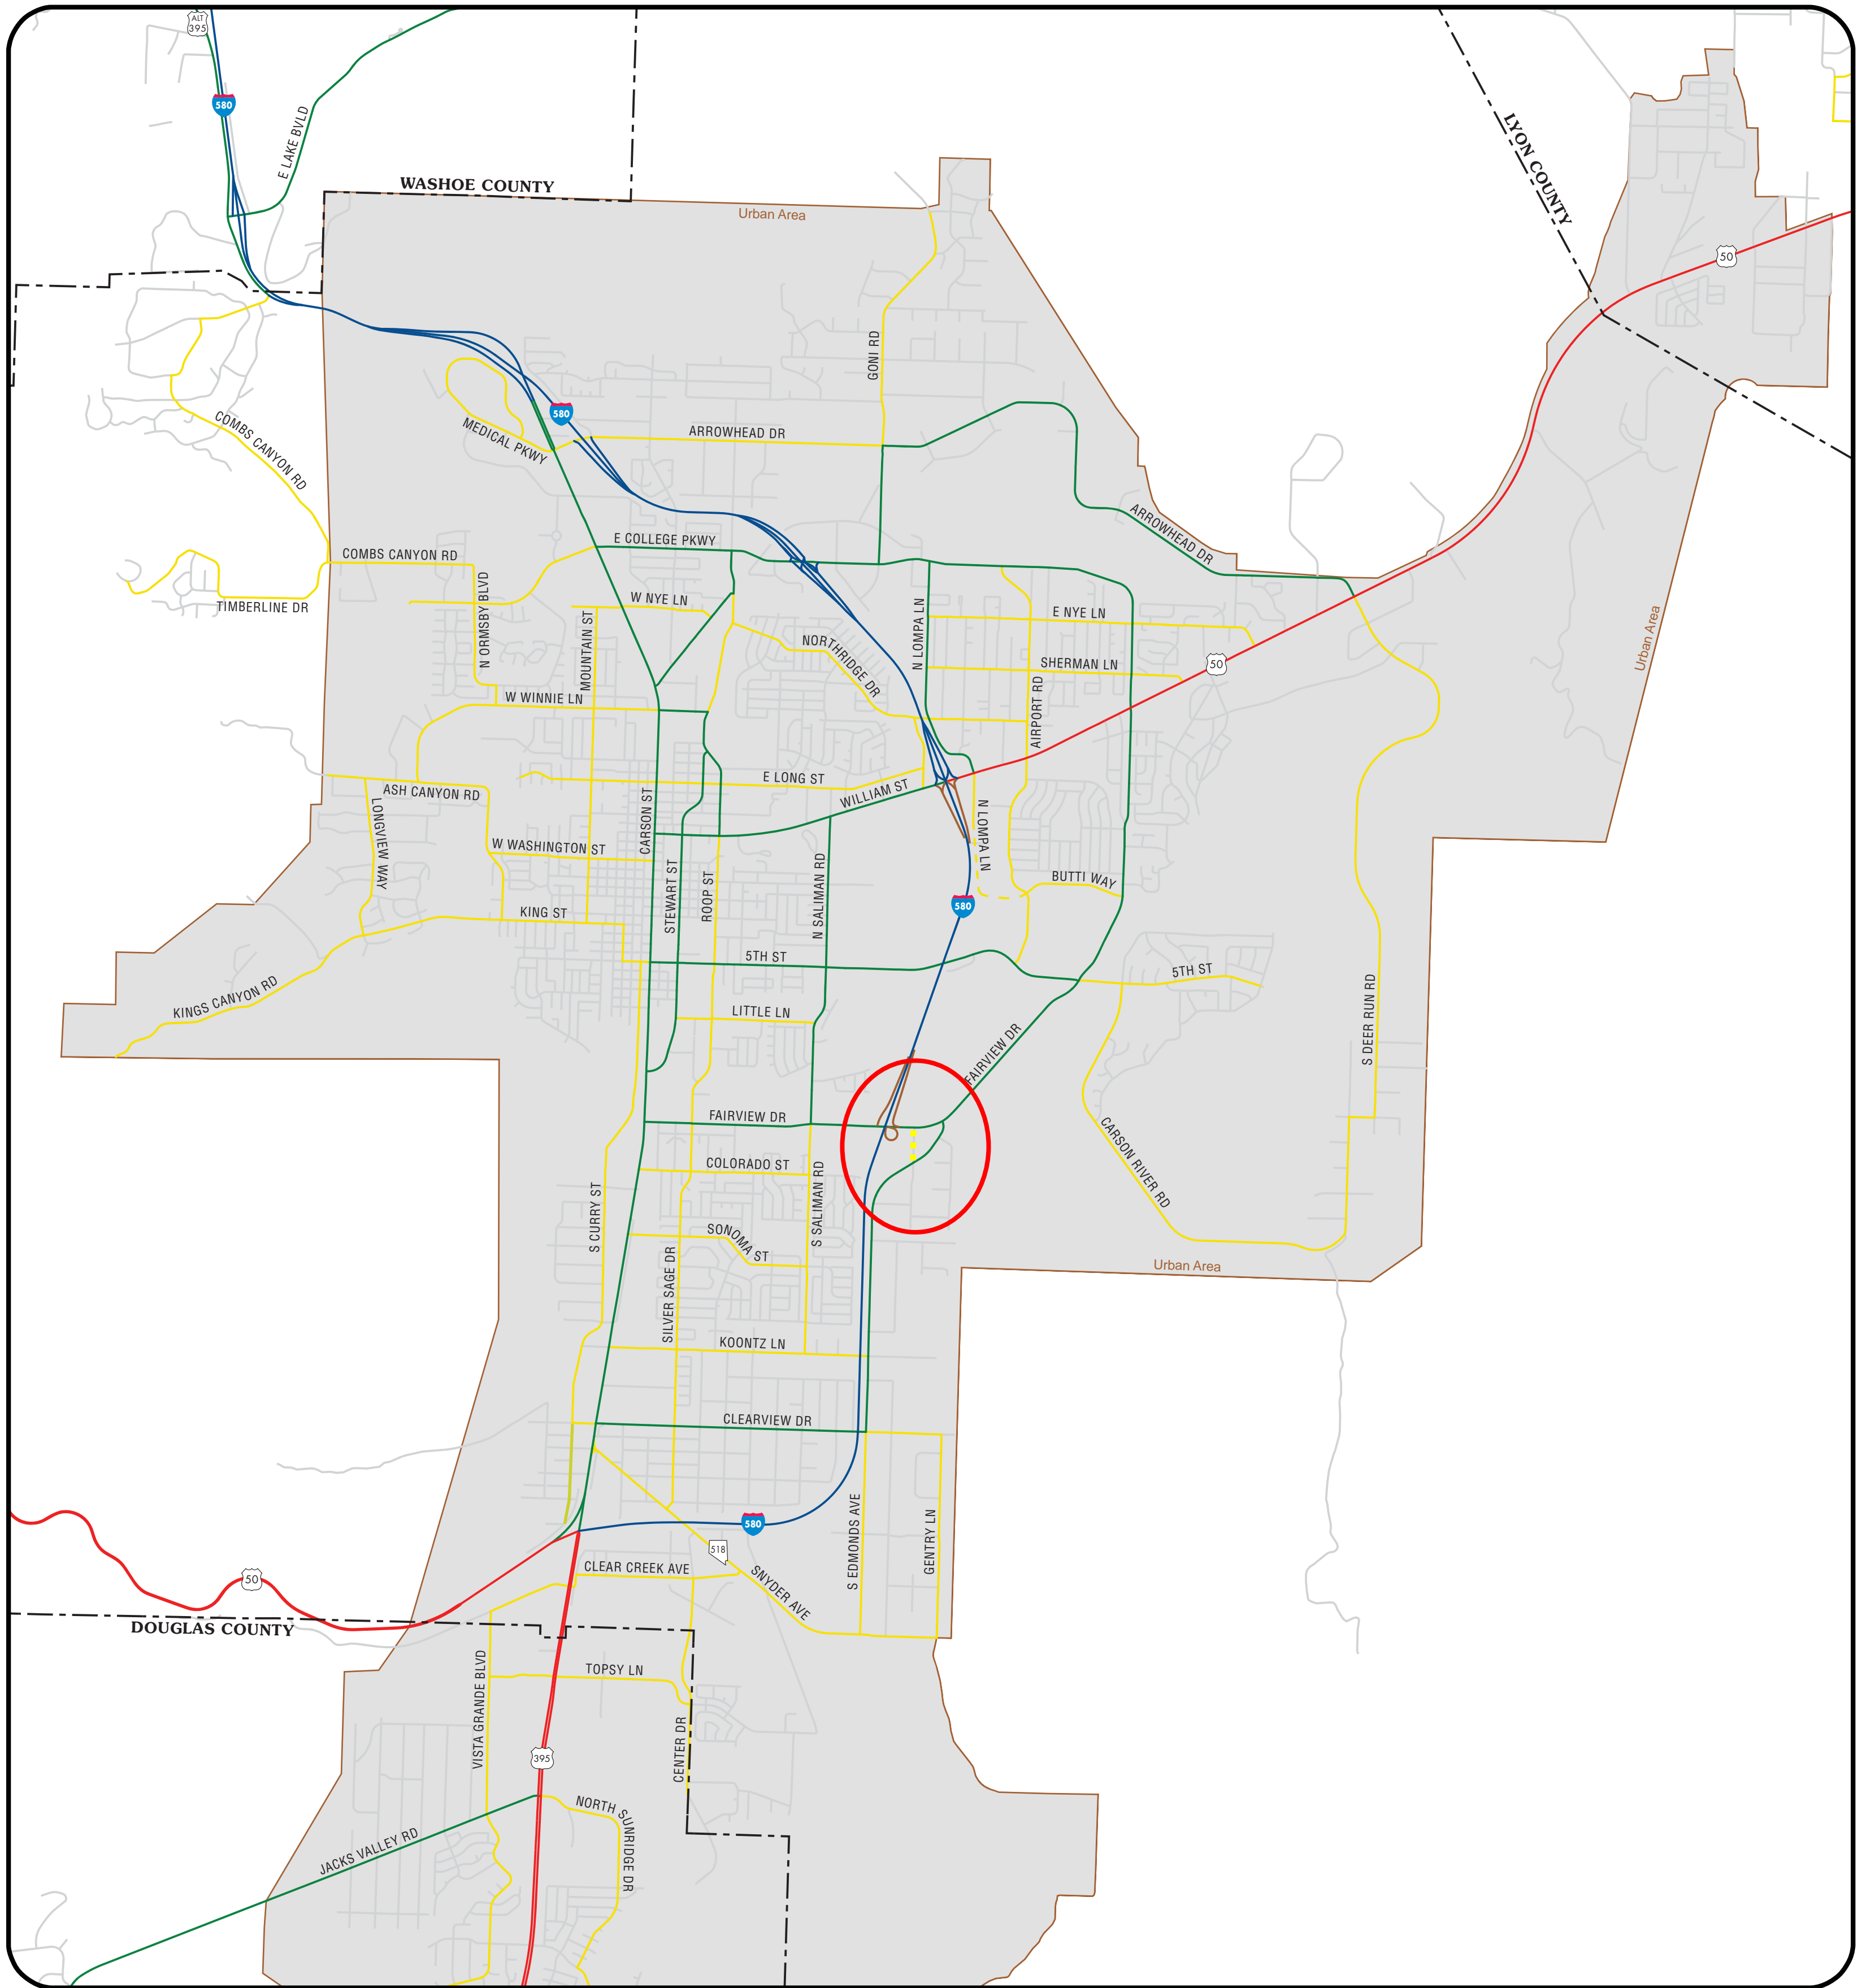 ALT
395
580
E LAKE BVLD
WASHOE COUNTY
Urban Area
LYON COUNTY
50
GONI RD
580
COMBS CANYON RD
MEDICAL PKWY
ARROWHEAD DR
ARROWHEAD DR
E COLLEGE PKWY
COMBS CANYON RD
TIMBERLINE DR
N ORMSBY BLVD
W NYE LN
MOUNTAIN ST
N LOMPA LN
E NYE LN
NORTHRIDGE DR
SHERMAN LN
50
Urban Area
W WINNIE LN
AIRPORT RD
E LONG ST
ASH CANYON RD
WILLIAM ST
LONGVIEW WAY
CARSON ST
N LOMPA LN
W WASHINGTON ST
STEWART ST
ROOP ST
N SALIMAN RD
BUTTI WAY
580
KING ST
5TH ST
5TH ST
KINGS CANYON RD
LITTLE LN
S DEER RUN RD
FAIRVIEW DR
FAIRVIEW DR
CARSON RIVER RD
COLORADO ST
S CURRY ST
S SALIMAN RD
SONOMA ST
SILVER SAGE DR
Urban Area
KOONTZ LN
CLEARVIEW DR
580
518
S EDMONDS AVE
GENTRY LN
CLEAR CREEK AVE
SNYDER AVE
50
DOUGLAS COUNTY
TOPSY LN
VISTA GRANDE BLVD
CENTER DR
395
NORTH SUNRIDGE DR
JACKS VALLEY RD